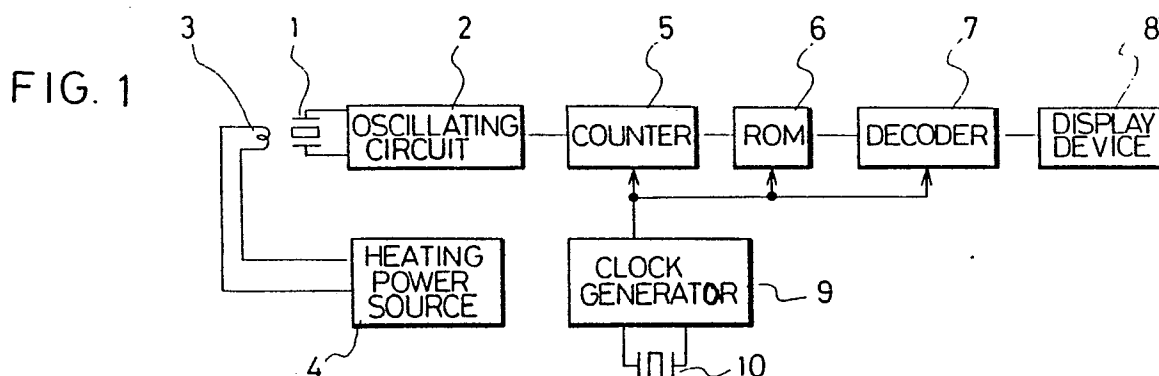 3 1 2 5 6 7 8
FIG. 1
OSCILLATING CIRCUIT
COUNTER
ROM
DECODER
DISPLAY DEVICE
HEATING POWER SOURCE
CLOCK GENERATOR
9
4
10